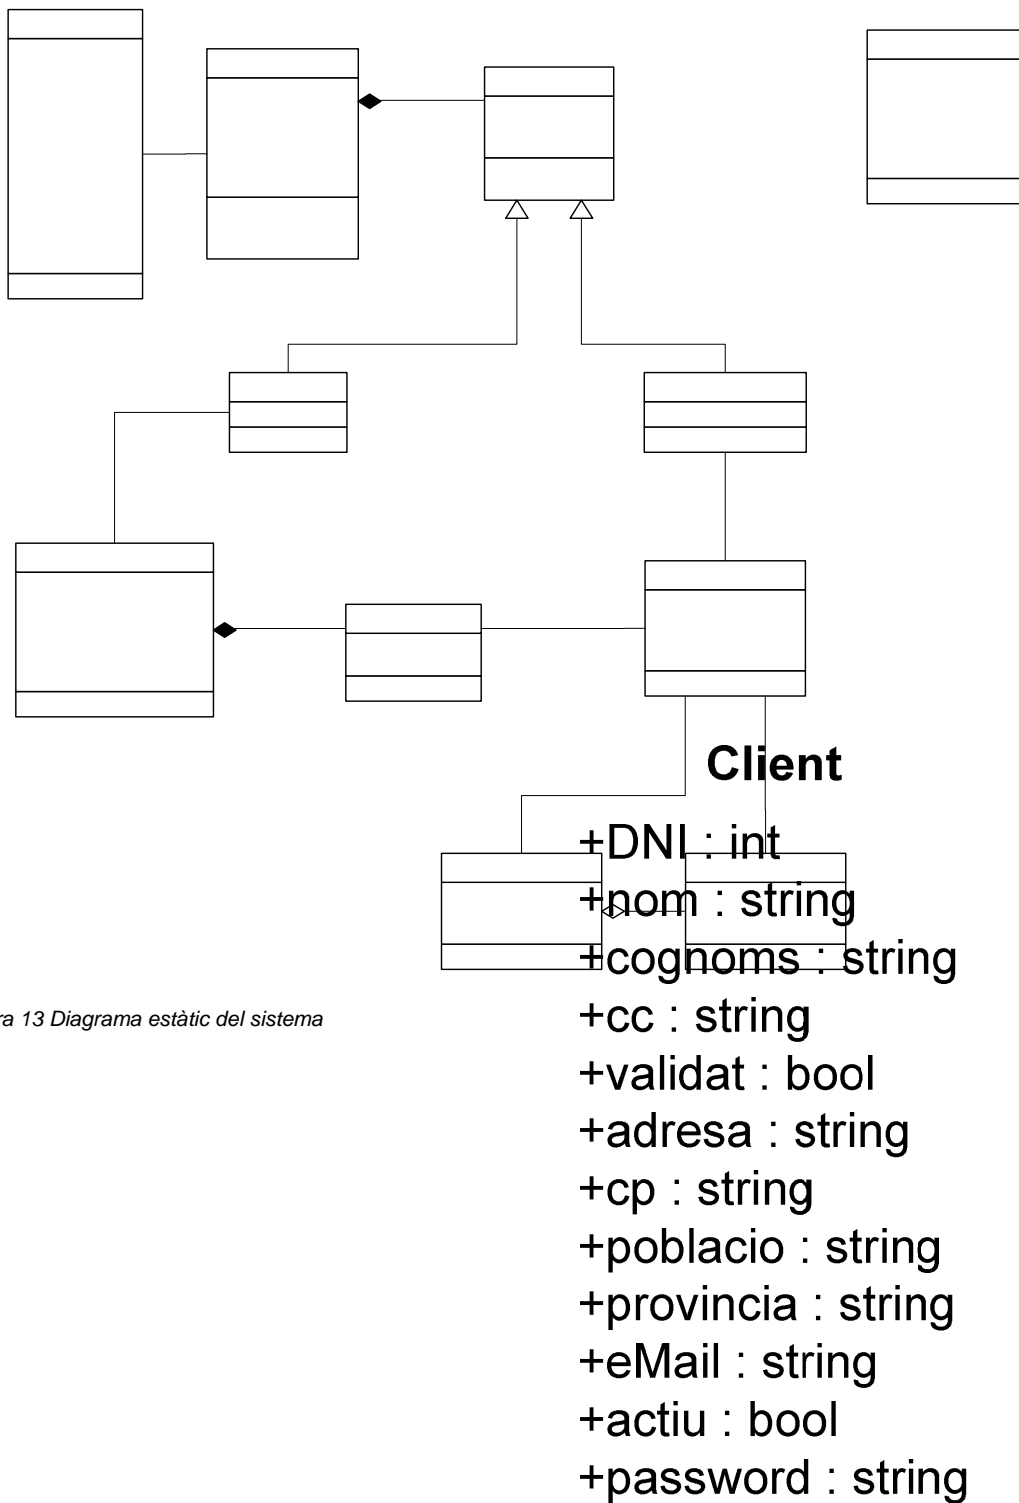 Client
+DNI : int
+nom : string
+cognoms : string
ra 13 Diagrama estàtic del sistema
+cc : string
+validat : bool
+adresa : string
+cp : string
+poblacio : string
+provincia : string
+eMail : string
+actiu : bool
+password : string